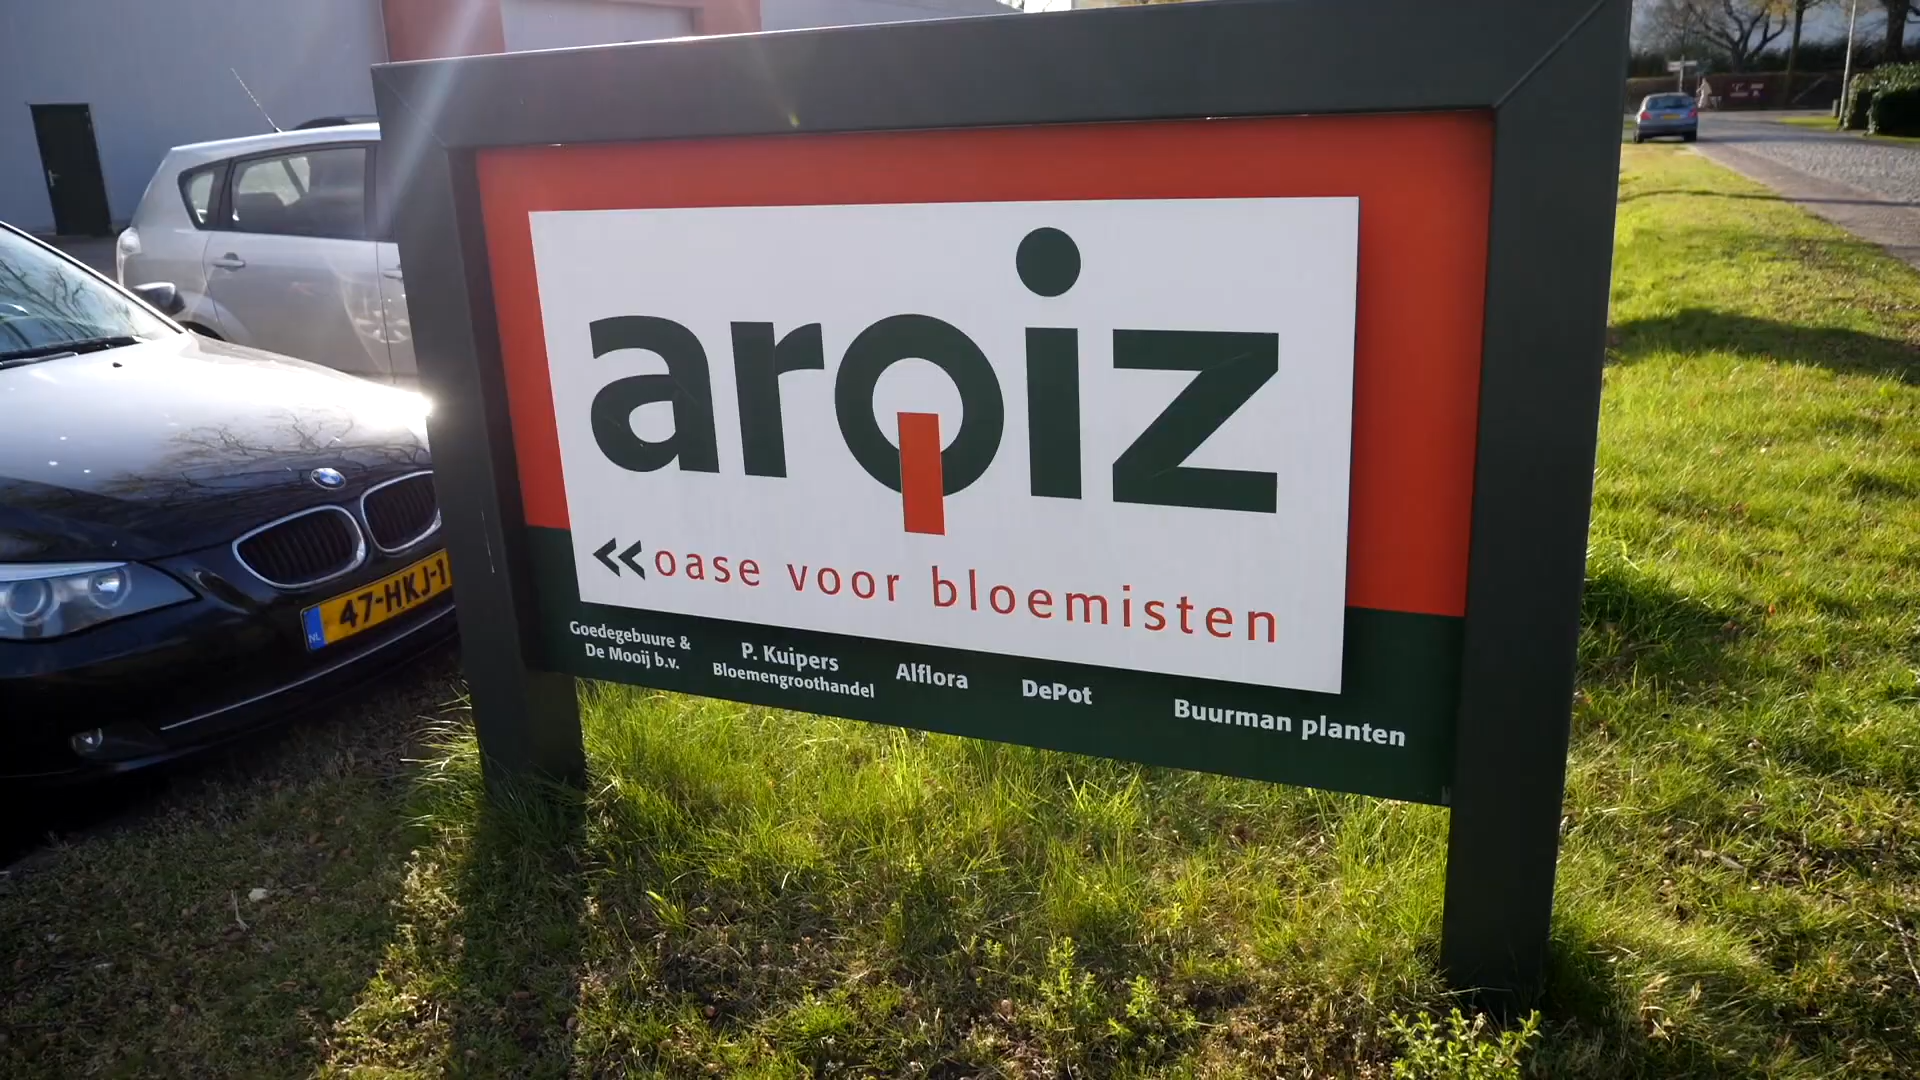 arQiz
oase voor bloemisten
Goedegebuure &
De Mooij b.v.
P. Kuipers
Bloemengroothandel
Alflora
DePot
Buurman planten
NL
47-HKJ-1